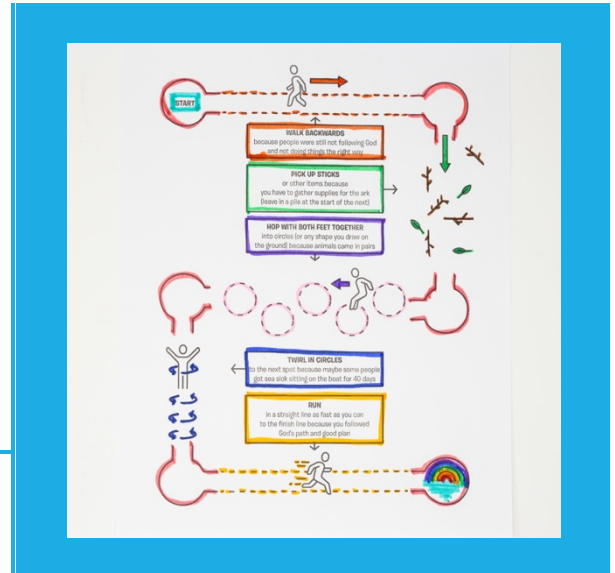 START
WALK BACKWARDS
because people were still not following God
and not doing things the right way
PICK UP STICKS
or other items because
you have to gather supplies for the ark
(leave in a pile at the start of the next)
HOP WITH BOTH FEET TOGETHER
into circles (or any shape you draw on
the ground) because animals came in pairs
TWIRL IN CIRCLES
to the next spot because maybe some people
got sea sick sitting on the boat for 40 days
RUN
in a straight line as fast as you can
to the finish line because you followed
God's path and good plan